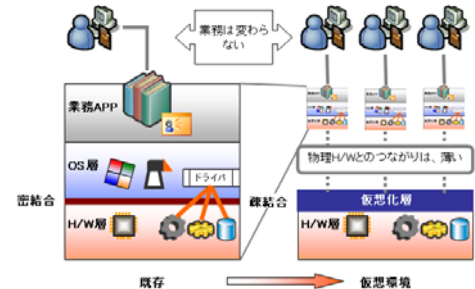 業務は変わら
ない
業務APP
OS層
ドライバ
密結合
疎結合
H/W層
物理H/Wとのつながりは、薄い
仮想化層
H/W層
既存
仮想環境